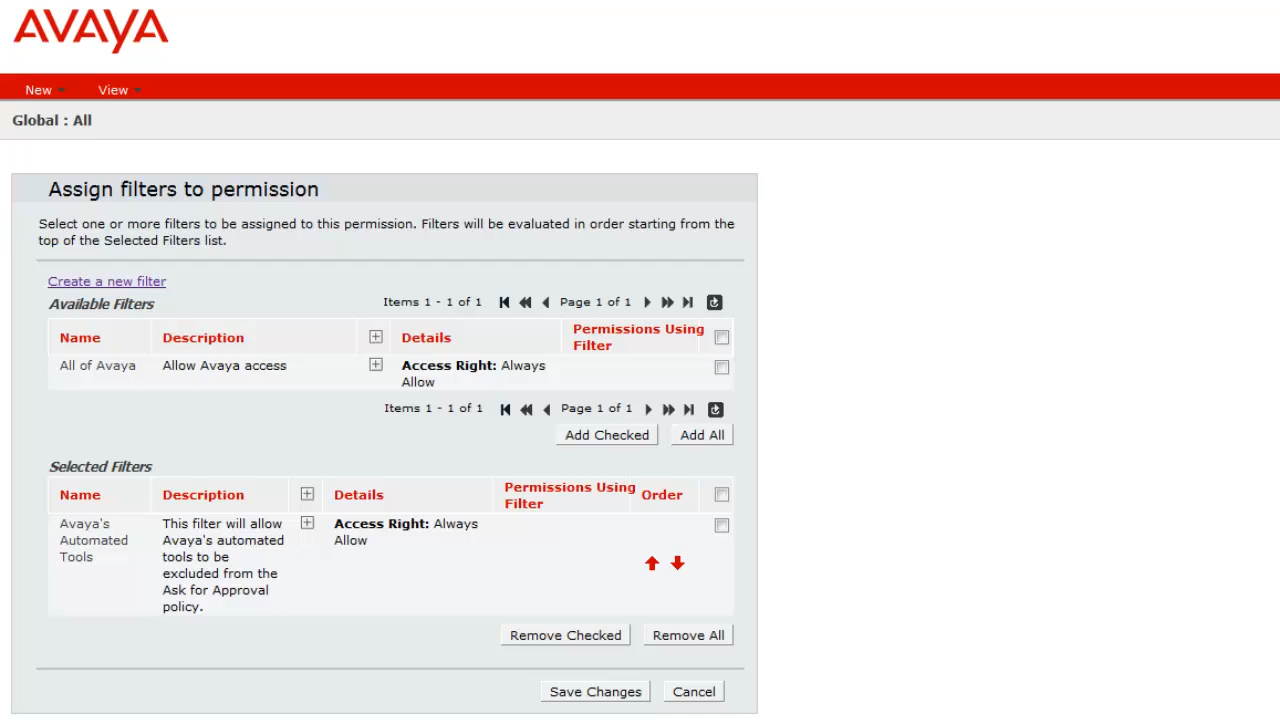 AVAYA
New View
Global : All
Assign filters to permission
Select one or more filters to be assigned to this permission. Filters will be evaluated in order starting from the
top of the Selected Filters list.
Create a new filter
Available Filters Items 1 - 1 of 1 Page 1 of 1
Name Description Details Permissions Using
Filter
All of Avaya Allow Avaya access Access Right: Always
Allow
Items 1 - 1 of 1 Page 1 of 1
Add Checked Add All
Selected Filters
Name Description Details Permissions Using Order
Filter
Avaya's This filter will allow Access Right: Always
Automated Avaya's automated Allow
Tools tools to be
excluded from the
Ask for Approval
policy.
Remove Checked Remove All
Save Changes Cancel